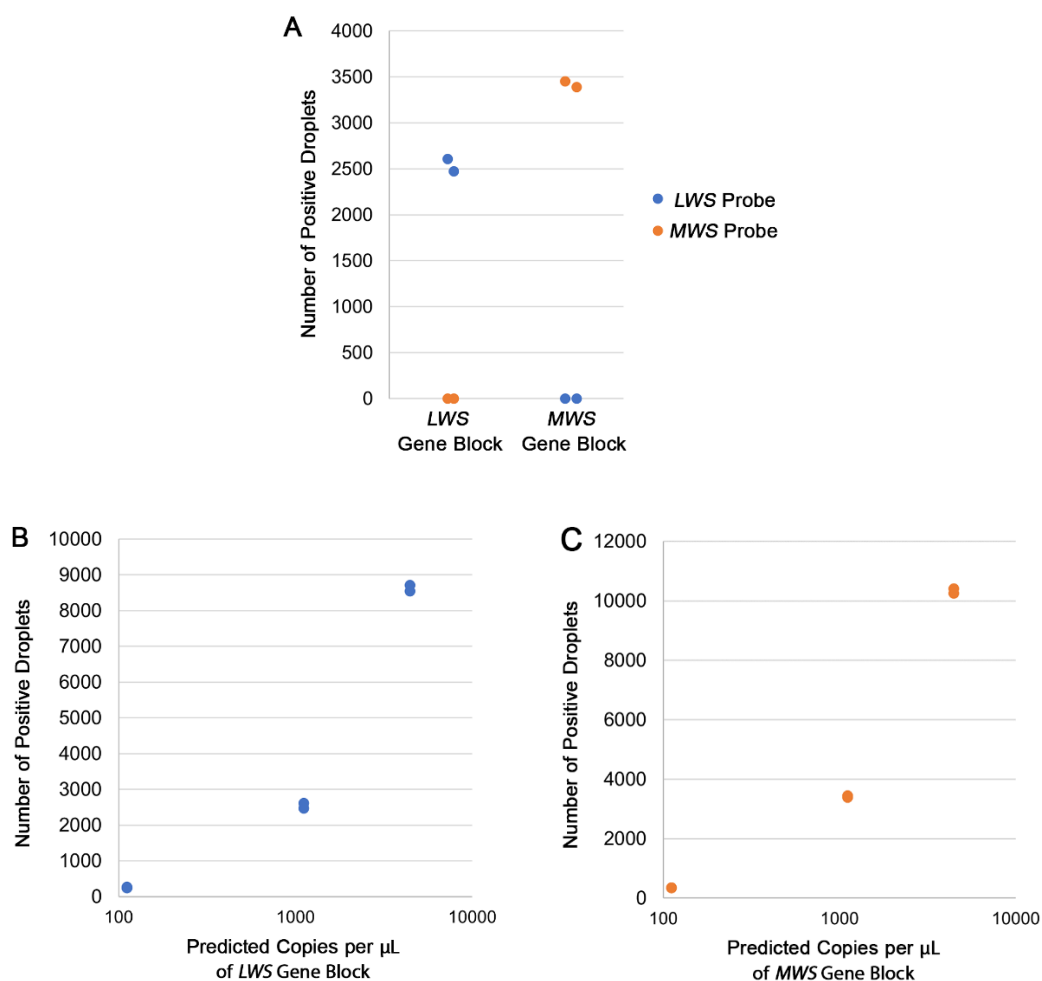 A
4000
3500
3000
2500
2000
1500
1000
500
0
Number of Positive Droplets
LWS
Gene Block
MWS
Gene Block
LWS Probe
MWS Probe
B
10000
9000
8000
7000
6000
5000
4000
3000
2000
1000
0
Number of Positive Droplets
100
1000
10000
Predicted Copies per µL
of LWS Gene Block
C
12000
10000
8000
6000
4000
2000
0
Number of Positive Droplets
100
1000
10000
Predicted Copies per µL
of MWS Gene Block